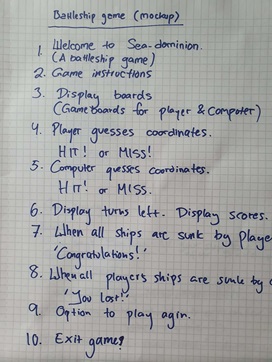 Battleship game (mockup)
1. Welcome to Sea-dominion.
(A battleship game)
2. Game instructions
3. Display boards
(Game Boards for player & Computer)
4. Player guesses coordinates.
HIT! or MISS!
5. Computer guesses coordinates.
HIT! or MISS.
6. Display turns left. Display scores.
7. When all ships are sunk by player
'Congratulations!'
8. When all players ships are sunk by
'You lost!'
9. Option to play agin.
10. Exit game?